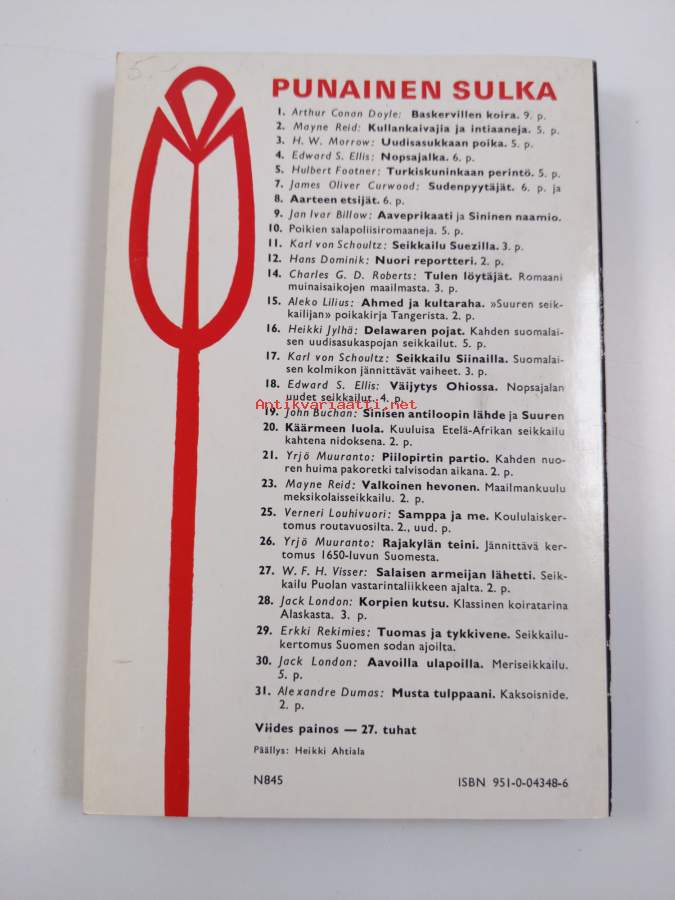 5.-
PUNAINEN SULKA
1. Arthur Conan Doyle: Baskervillen koira. 9. p.
2. Mayne Reid: Kullankaivajia ja intiaaneja. 5. p.
3. H. W. Morrow: Uudisasukkaan poika. 5. p.
4. Edward S. Ellis: Nopsajalka. 6. p.
5. Hulbert Footner: Turkiskuninkaan perintö. 5. p.
7. James Oliver Curwood: Sudenpyytäjät. 6. p. ja
8. Aarteen etsijät. 6. p.
9. Jan Ivar Billow: Aaveprikaati ja Sininen naamio.
10. Poikien salapoliisiromaaneja. 5. p.
11. Karl von Schoultz: Seikkailu Suezilla. 3. p.
12. Hans Dominik: Nuori reportteri. 2. p.
14. Charles G. D. Roberts: Tulen löytäjät. Romaani
muinaisaikojen maailmasta. 3. p.
15. Aleko Lilius: Ahmed ja kultaraha. »Suuren seik-
kailijan» poikakirja Tangerista. 2. p.
16. Heikki Jylhä: Delawaren pojat. Kahden suomalai-
sen uudisasukaspojan seikkailut. 5. p.
17. Karl von Schoultz: Seikkailu Siinailla. Suomalai-
sen kolmikon jännittävät vaiheet. 3. p.
18. Edward S. Ellis: Väijytys Ohiossa. Nopsajalan
uudet seikkailut. 4. p.
Antikvariaatti.net
19. John Buchan: Sinisen antiloopin lähde ja Suuren
20. Käärmeen luola. Kuuluisa Etelä-Afrikan seikkailu
kahtena nidoksena. 2. p.
21. Yrjö Muuranto: Piilopirtin partio. Kahden nuo-
ren huima pakoretki talvisodan aikana. 2. p.
23. Mayne Reid: Valkoinen hevonen. Maailmankuulu
meksikolaisseikkailu. 2. p.
25. Verneri Louhivuori: Samppa ja me. Koululaisker-
tomus routavuosilta. 2., uud. p.
26. Yrjö Muuranto: Rajakylän teini. Jännittävä ker-
tomus 1650-luvun Suomesta.
27. W. F. H. Visser: Salaisen armeijan lähetti. Seik-
kailu Puolan vastarintaliikkeen ajalta. 2. p.
28. Jack London: Korpien kutsu. Klassinen koiratarina
Alaskasta. 3. p.
29. Erkki Rekimies: Tuomas ja tykkivene. Seikkailu-
kertomus Suomen sodan ajoilta.
30. Jack London: Aavoilla ulapoilla. Meriseikkailu.
5. p.
31. Alexandre Dumas: Musta tulppaani. Kaksoisnide.
2. p.
Viides painos — 27. tuhat
Päällys: Heikki Ahtiala
N845
ISBN 951-0-04348-6